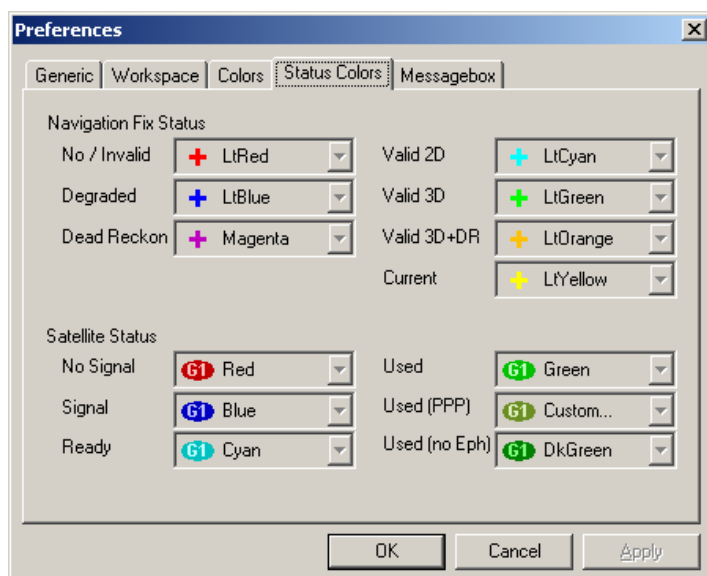 Preferences
Generic Workspace Colors Status Colors Messagebox
Navigation Fix Status
No / Invalid LtRed Valid 2D LtCyan
Degraded LtBlue Valid 3D LtGreen
Dead Reckon Magenta Valid 3D+DR LtOrange
Current LtYellow
Satellite Status
No Signal G1 Red Used G1 Green
Signal G1 Blue Used (PPP) G1 Custom...
Ready G1 Cyan Used (no Eph) G1 DkGreen
OK Cancel Apply